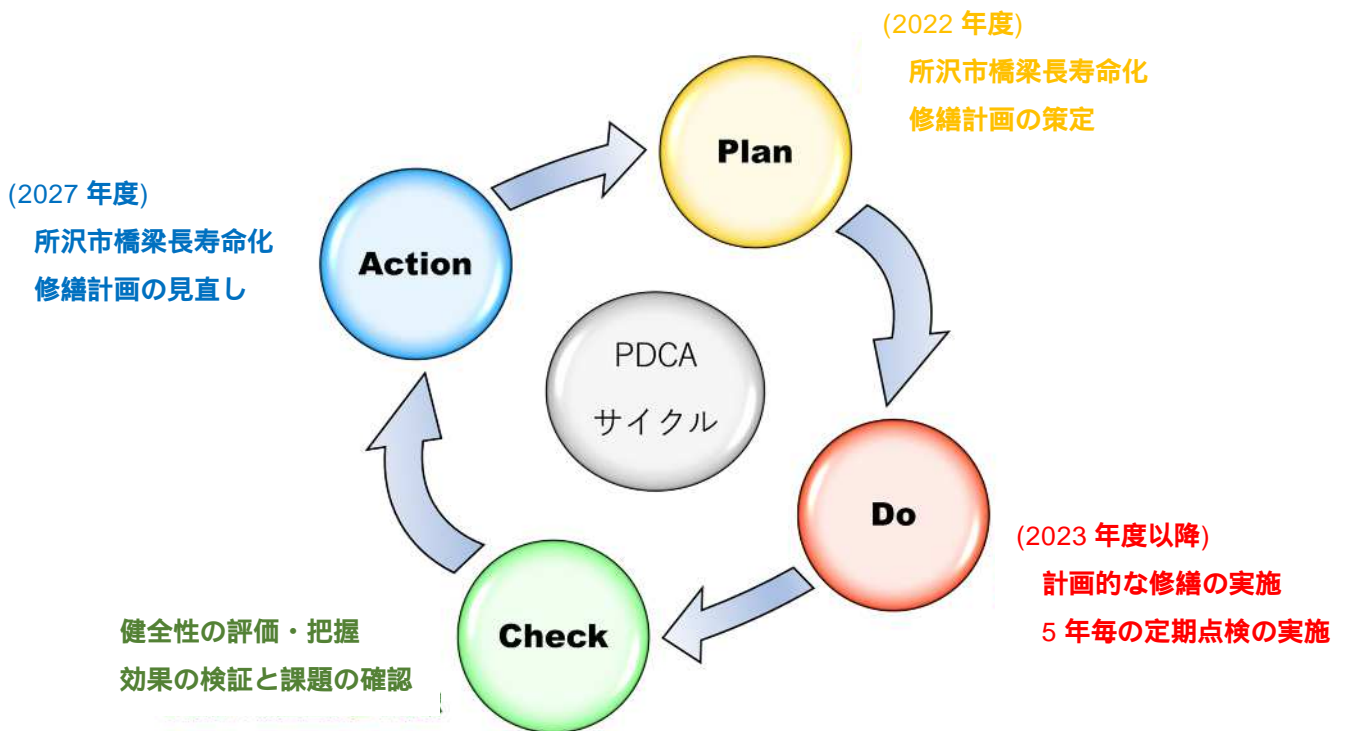 (2022 年度)
所沢市橋梁長寿命化
修繕計画の策定
Plan
(2027 年度)
所沢市橋梁長寿命化
修繕計画の見直し
Action
PDCA
サイクル
Do
(2023 年度以降)
計画的な修繕の実施
5 年毎の定期点検の実施
Check
健全性の評価・把握
効果の検証と課題の確認